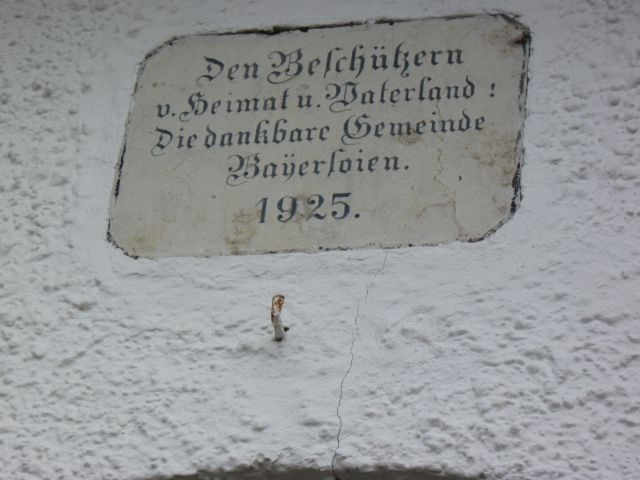 Den Beſchützern
v. Heimat u. Vaterland :
Die dankbare Gemeinde
Bayerſoien.
1925.